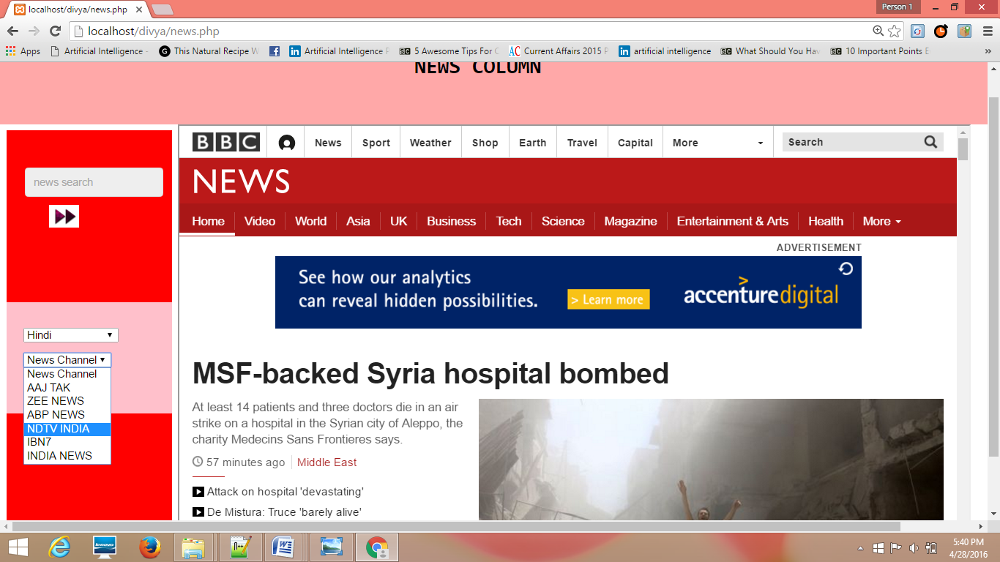 localhost/divya/news.php
Person 1
localhost/divya/news.php
Apps Artificial Intelligence - This Natural Recipe W Artificial Intelligence F 5 Awesome Tips For C Current Affairs 2015 P artificial intelligence What Should You Hav 10 Important Points E »
NEWS COLUMN
news search
Hindi
News Channel
News Channel
AAJ TAK
ZEE NEWS
ABP NEWS
NDTV INDIA
IBN7
INDIA NEWS
BBC News Sport Weather Shop Earth Travel Capital More Search
NEWS
Home Video World Asia UK Business Tech Science Magazine Entertainment & Arts Health More
ADVERTISEMENT
See how our analytics
can reveal hidden possibilities.
> Learn more
accenturedigital
MSF-backed Syria hospital bombed
At least 14 patients and three doctors die in an air
strike on a hospital in the Syrian city of Aleppo, the
charity Medecins Sans Frontieres says.
57 minutes ago Middle East
Attack on hospital 'devastating'
De Mistura: Truce 'barely alive'
lenovo
5:40 PM
4/28/2016